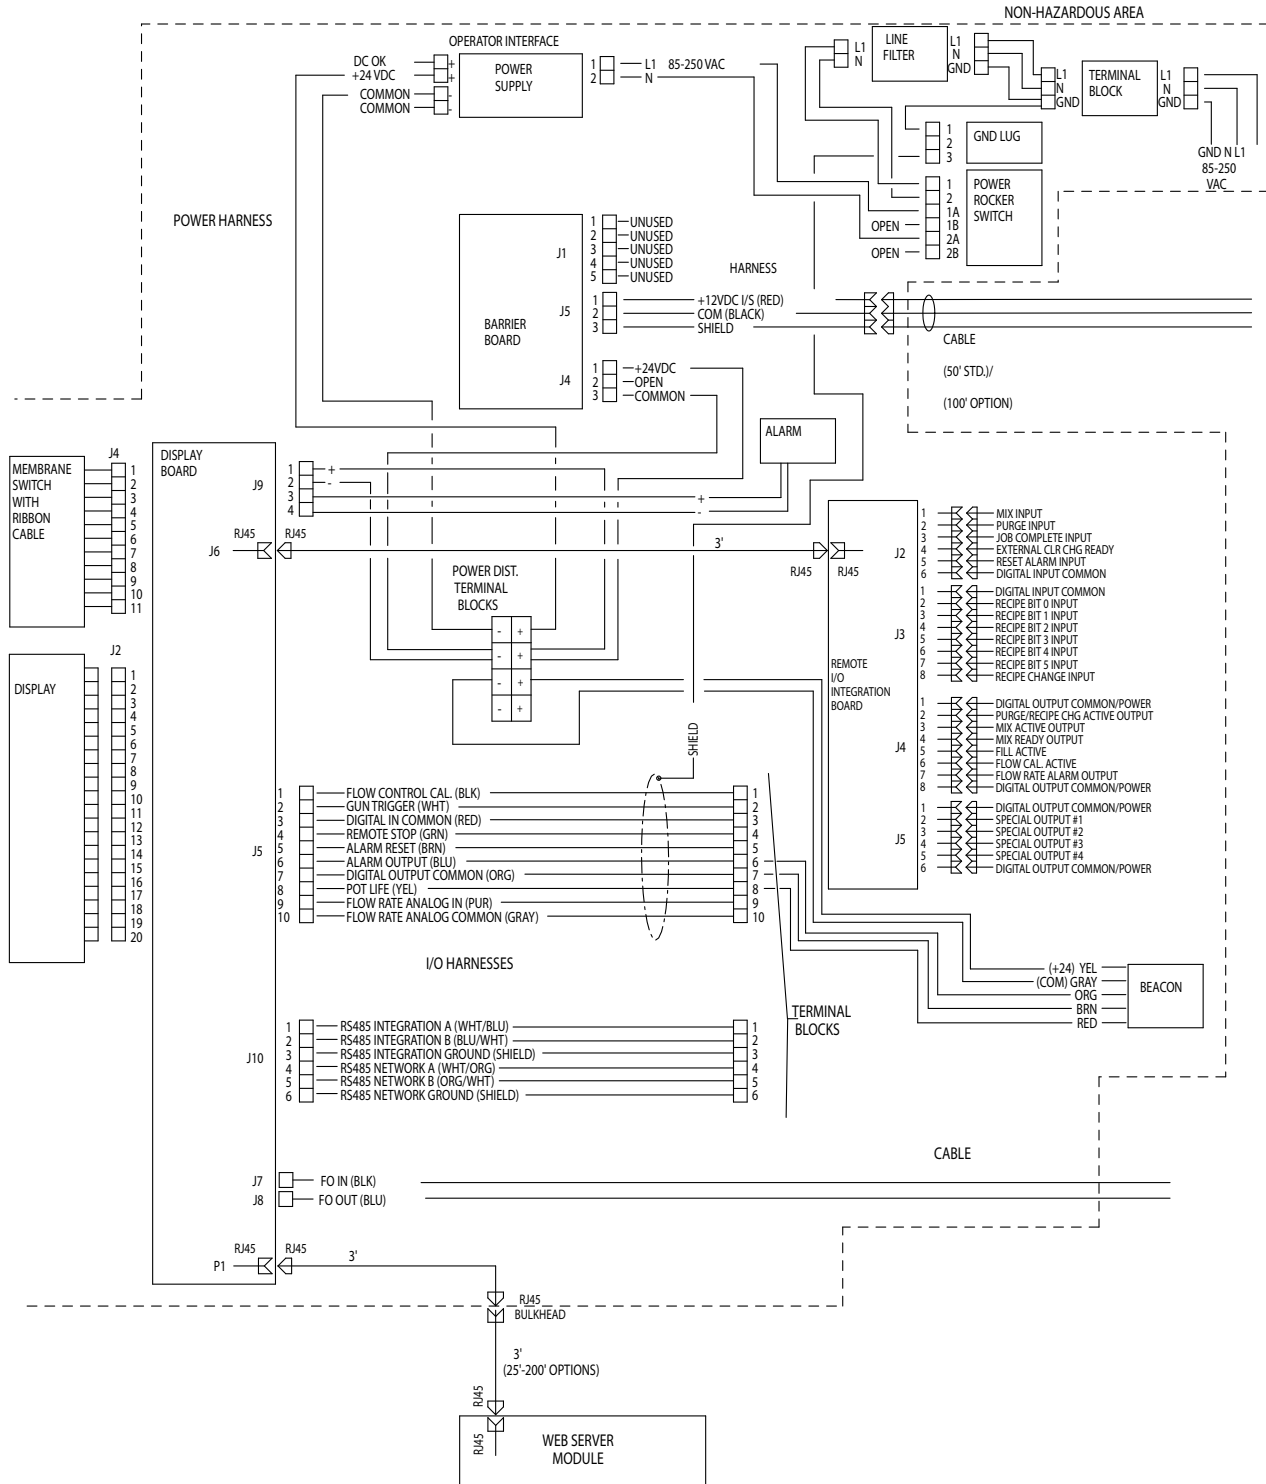 NON-HAZARDOUS AREA
OPERATOR INTERFACE
DC OK
+24 VDC
COMMON
COMMON
+
+
-
-
POWER
SUPPLY
1
2
L1 85-250 VAC
N
L1
N
LINE
FILTER
L1
N
GND
L1
N
GND
TERMINAL
BLOCK
L1
N
GND
GND N L1
85-250
VAC
1
2
3
GND LUG
1
2
1A
1B
2A
2B
OPEN
OPEN
POWER
ROCKER
SWITCH
POWER HARNESS
BARRIER
BOARD
J1
1 UNUSED
2 UNUSED
3 UNUSED
4 UNUSED
5 UNUSED
HARNESS
J5
1 +12VDC I/S (RED)
2 COM (BLACK)
3 SHIELD
CABLE
(50' STD.)/
(100' OPTION)
J4
1 +24VDC
2 OPEN
3 COMMON
ALARM
+
-
MEMBRANE
SWITCH
WITH
RIBBON
CABLE
J4
1
2
3
4
5
6
7
8
9
10
11
DISPLAY
BOARD
J9
1 +
2 -
3
4
J6
RJ45
RJ45
3'
RJ45
RJ45
POWER DIST.
TERMINAL
BLOCKS
- +
- +
- +
- +
SHIELD
DISPLAY
J2
1
2
3
4
5
6
7
8
9
10
11
12
13
14
15
16
17
18
19
20
REMOTE
I/O
INTEGRATION
BOARD
J2
1 MIX INPUT
2 PURGE INPUT
3 JOB COMPLETE INPUT
4 EXTERNAL CLR CHG READY
5 RESET ALARM INPUT
6 DIGITAL INPUT COMMON
J3
1 DIGITAL INPUT COMMON
2 RECIPE BIT 0 INPUT
3 RECIPE BIT 1 INPUT
4 RECIPE BIT 2 INPUT
5 RECIPE BIT 3 INPUT
6 RECIPE BIT 4 INPUT
7 RECIPE BIT 5 INPUT
8 RECIPE CHANGE INPUT
J4
1 DIGITAL OUTPUT COMMON/POWER
2 PURGE/RECIPE CHG ACTIVE OUTPUT
3 MIX ACTIVE OUTPUT
4 MIX READY OUTPUT
5 FILL ACTIVE
6 FLOW CAL. ACTIVE
7 FLOW RATE ALARM OUTPUT
8 DIGITAL OUTPUT COMMON/POWER
J5
1 DIGITAL OUTPUT COMMON/POWER
2 SPECIAL OUTPUT #1
3 SPECIAL OUTPUT #2
4 SPECIAL OUTPUT #3
5 SPECIAL OUTPUT #4
6 DIGITAL OUTPUT COMMON/POWER
J5
1 FLOW CONTROL CAL. (BLK) 1
2 GUN TRIGGER (WHT) 2
3 DIGITAL IN COMMON (RED) 3
4 REMOTE STOP (GRN) 4
5 ALARM RESET (BRN) 5
6 ALARM OUTPUT (BLU) 6
7 DIGITAL OUTPUT COMMON (ORG) 7
8 POT LIFE (YEL) 8
9 FLOW RATE ANALOG IN (PUR) 9
10 FLOW RATE ANALOG COMMON (GRAY) 10
I/O HARNESSES
TERMINAL
BLOCKS
(+24) YEL
(COM) GRAY
ORG
BRN
RED
BEACON
J10
1 RS485 INTEGRATION A (WHT/BLU) 1
2 RS485 INTEGRATION B (BLU/WHT) 2
3 RS485 INTEGRATION GROUND (SHIELD) 3
4 RS485 NETWORK A (WHT/ORG) 4
5 RS485 NETWORK B (ORG/WHT) 5
6 RS485 NETWORK GROUND (SHIELD) 6
CABLE
J7 FO IN (BLK)
J8 FO OUT (BLU)
P1
RJ45
RJ45
3'
RJ45
BULKHEAD
3'
(25'-200' OPTIONS)
RJ45
RJ45
WEB SERVER
MODULE